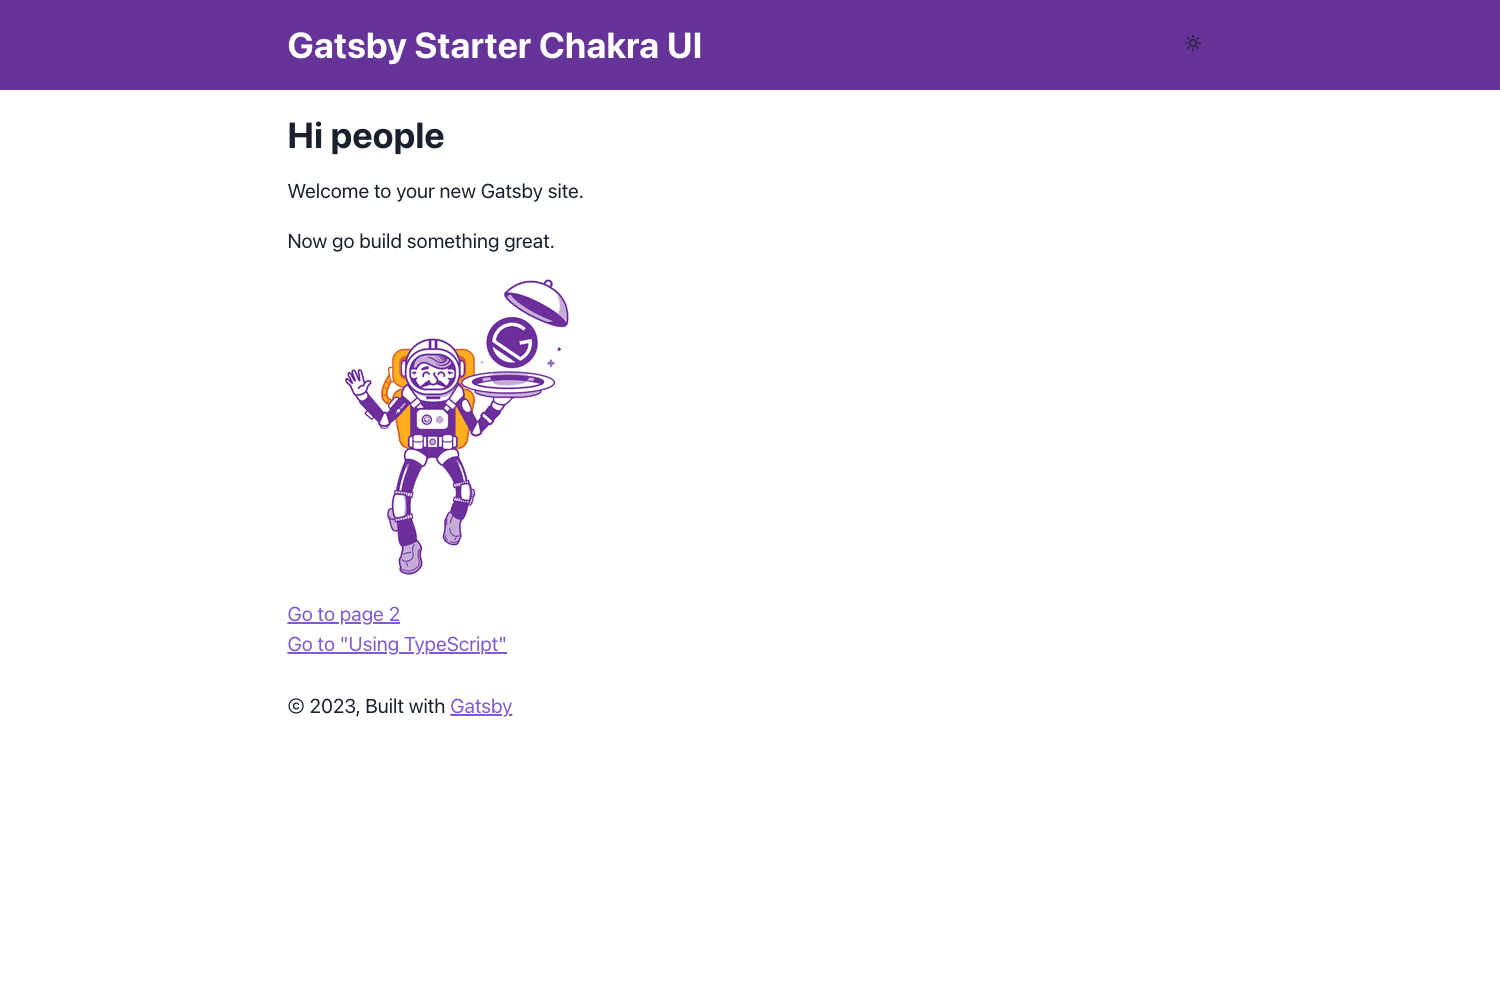 Gatsby Starter Chakra UI
Hi people
Welcome to your new Gatsby site.
Now go build something great.
Go to page 2
Go to "Using TypeScript"
© 2023, Built with Gatsby